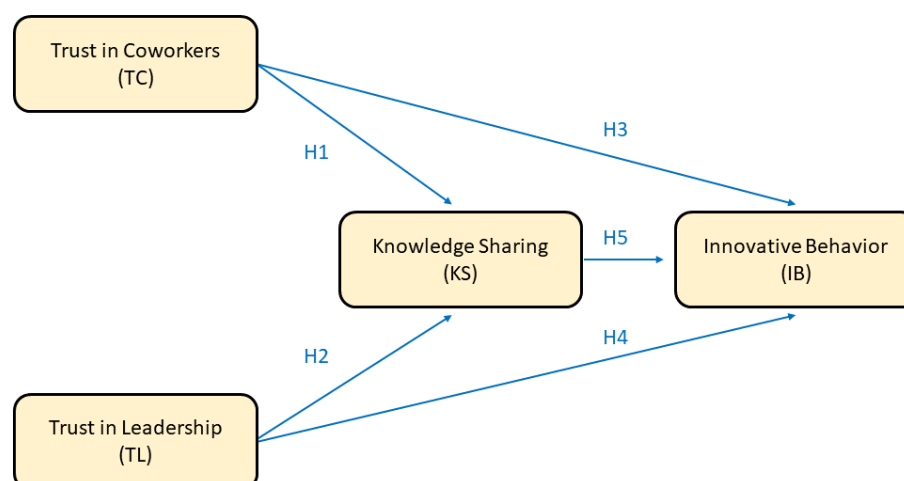 Trust in Coworkers
(TC)
H3
H1
Knowledge Sharing
(KS)
H5
Innovative Behavior
(IB)
H2
H4
Trust in Leadership
(TL)